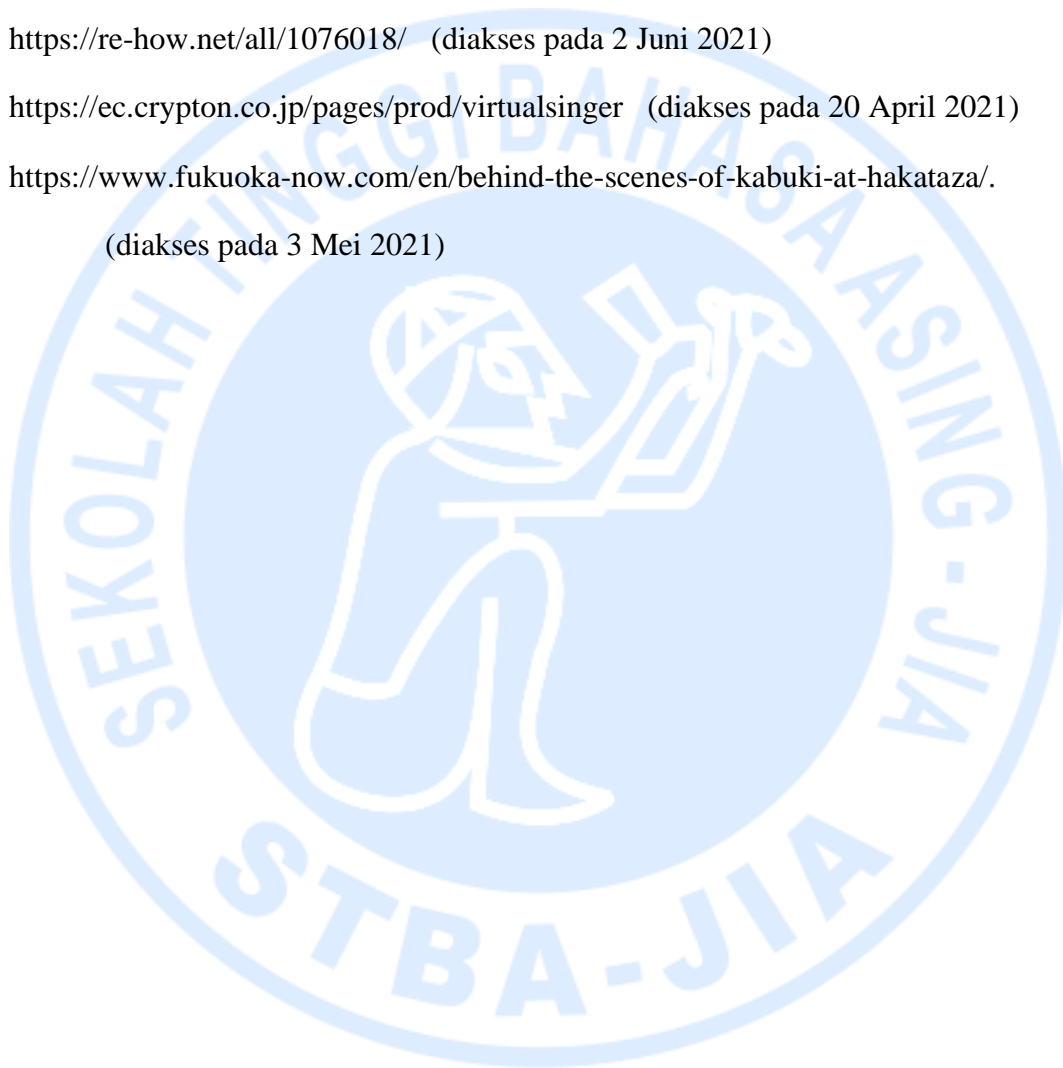 https://re-how.net/all/1076018/ (diakses pada 2 Juni 2021)
https://ec.crypton.co.jp/pages/prod/virtualsinger (diakses pada 20 April 2021)
https://www.fukuoka-now.com/en/behind-the-scenes-of-kabuki-at-hakataza/.
(diakses pada 3 Mei 2021)
SEKOLAH TINGGI BAHASA ASING - JIA
STBA-JIA